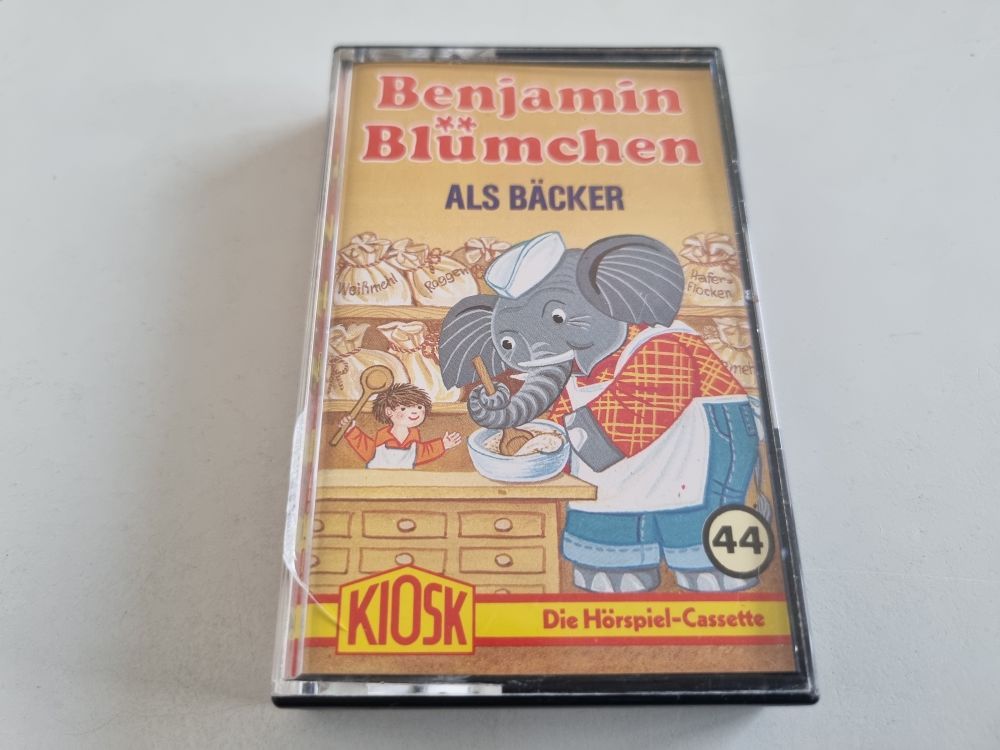 Benjamin
Blümchen
ALS BÄCKER
Weißmehl
Roggen
Hafer-
Flocken
44
KIOSK
Die Hörspiel-Cassette